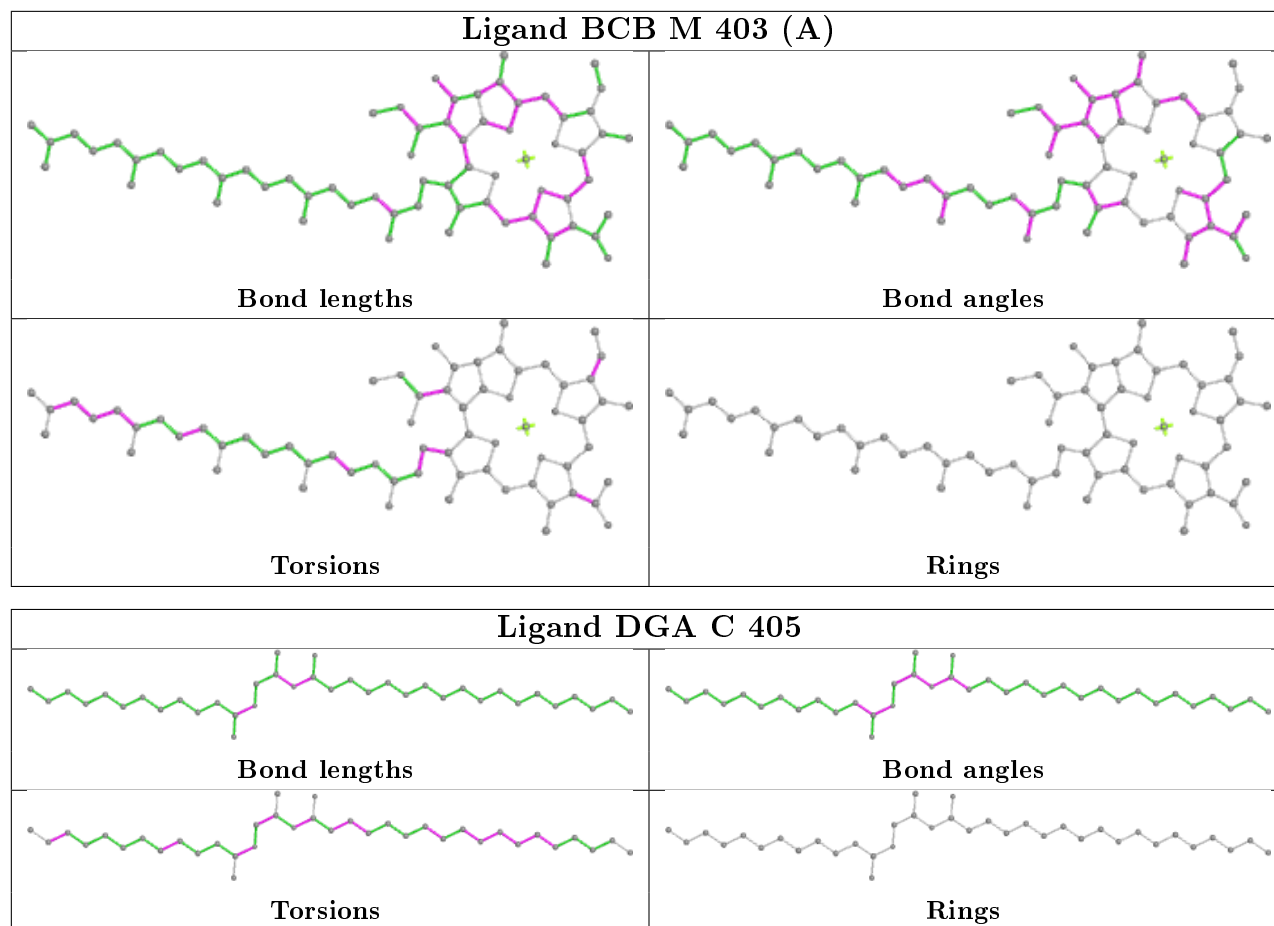 Ligand BCB M 403 (A)
Bond lengths
Bond angles
Torsions
Rings
Ligand DGA C 405
Bond lengths
Bond angles
Torsions
Rings